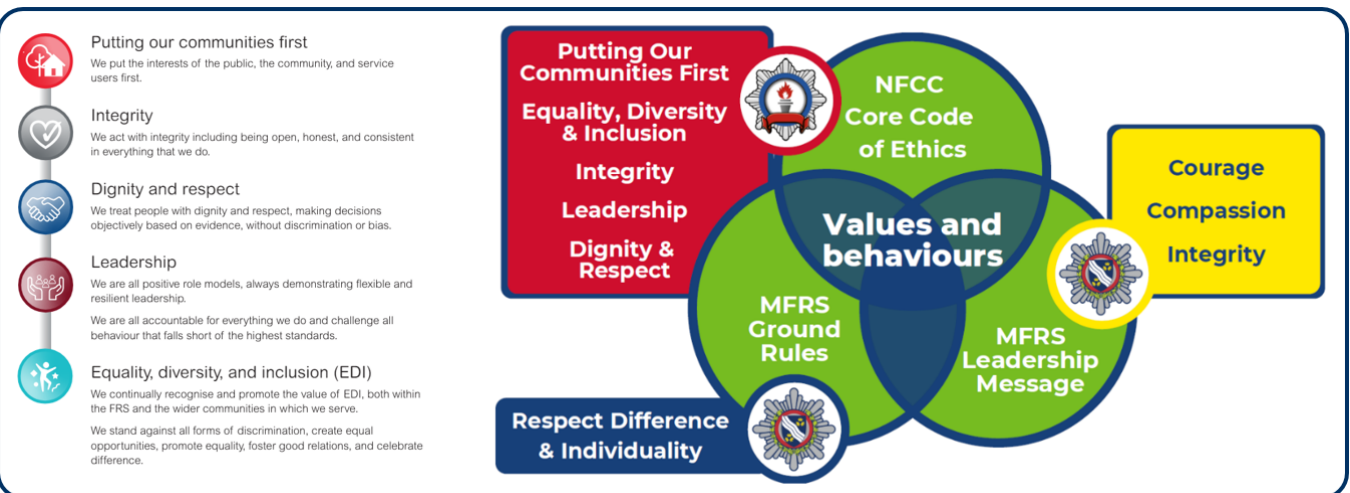 Putting our communities first
We put the interests of the public, the community, and service
users first.
Integrity
We act with integrity including being open, honest, and consistent
in everything that we do.
Dignity and respect
We treat people with dignity and respect, making decisions
objectively based on evidence, without discrimination or bias.
Leadership
We are all positive role models, always demonstrating flexible and
resilient leadership.
We are all accountable for everything we do and challenge all
behaviour that falls short of the highest standards.
Equality, diversity, and inclusion (EDI)
We continually recognise and promote the value of EDI, both within
the FRS and the wider communities in which we serve.
We stand against all forms of discrimination, create equal
opportunities, promote equality, foster good relations, and celebrate
difference.
Putting Our
Communities First
Equality, Diversity
& Inclusion
Integrity
Leadership
Dignity &
Respect
NFCC
Core Code
of Ethics
Values and
behaviours
Courage
Compassion
Integrity
MFRS
Ground
Rules
MFRS
Leadership
Message
Respect Difference
& Individuality